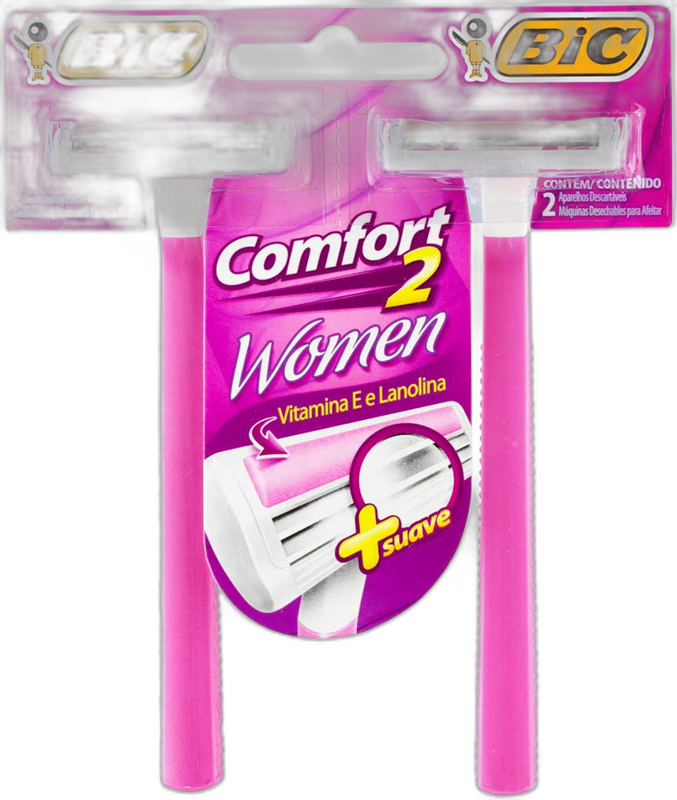 BiC
BiC
CONTÉM/CONTENIDO
2 Aparelhos Descartáveis
Máquinas Desechables para Afeitar
Comfort
2
Women
Vitamina E e Lanolina
+suave